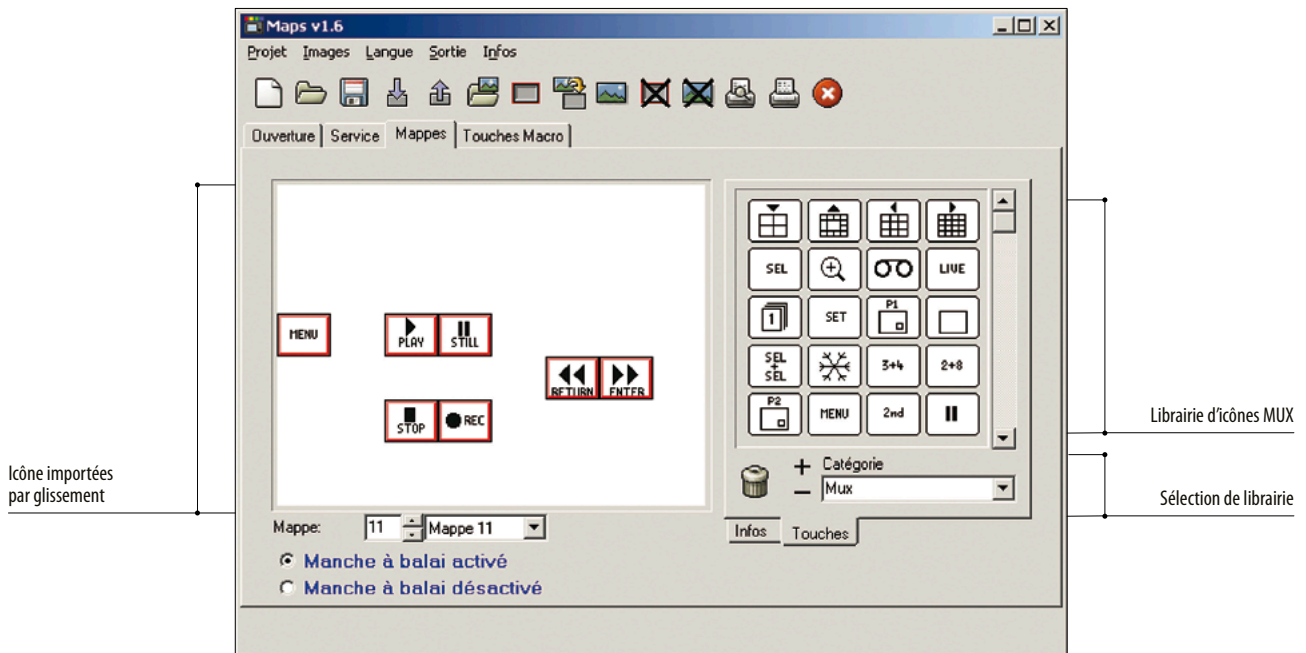 Maps v1.6
Projet Images Langue Sortie Infos
Ouverture Service Mappes Touches Macro
MENU
PLAY STILL
RETURN ENTER
STOP REC
SEL LIVE
1 SET P1
SEL
+
SEL
3+4 2+8
P2 MENU 2nd
Catégorie
Mux
Infos Touches
Mappe: 11 Mappe 11
Manche à balai activé
Manche à balai désactivé
Icône importées
par glissement
Librairie d'icônes MUX
Sélection de librairie